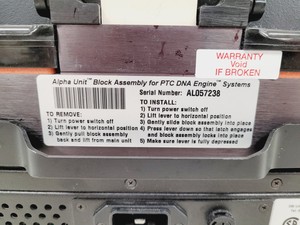 WARRANTY
Void
IF BROKEN
Alpha Unit™ Block Assembly for PTC DNA Engine™ Systems
Serial Number: AL057238
TO REMOVE:
1) Turn power switch off
2) Lift lever to horizontal position
3) Gently pull block assembly
back and lift from main unit
TO INSTALL:
1) Turn power switch off
2) Lift lever to horizontal position
3) Gently slide block assembly into place
4) Press lever down so that latch engages
and block assembly locks into place
5) Make sure lever is fully depressed